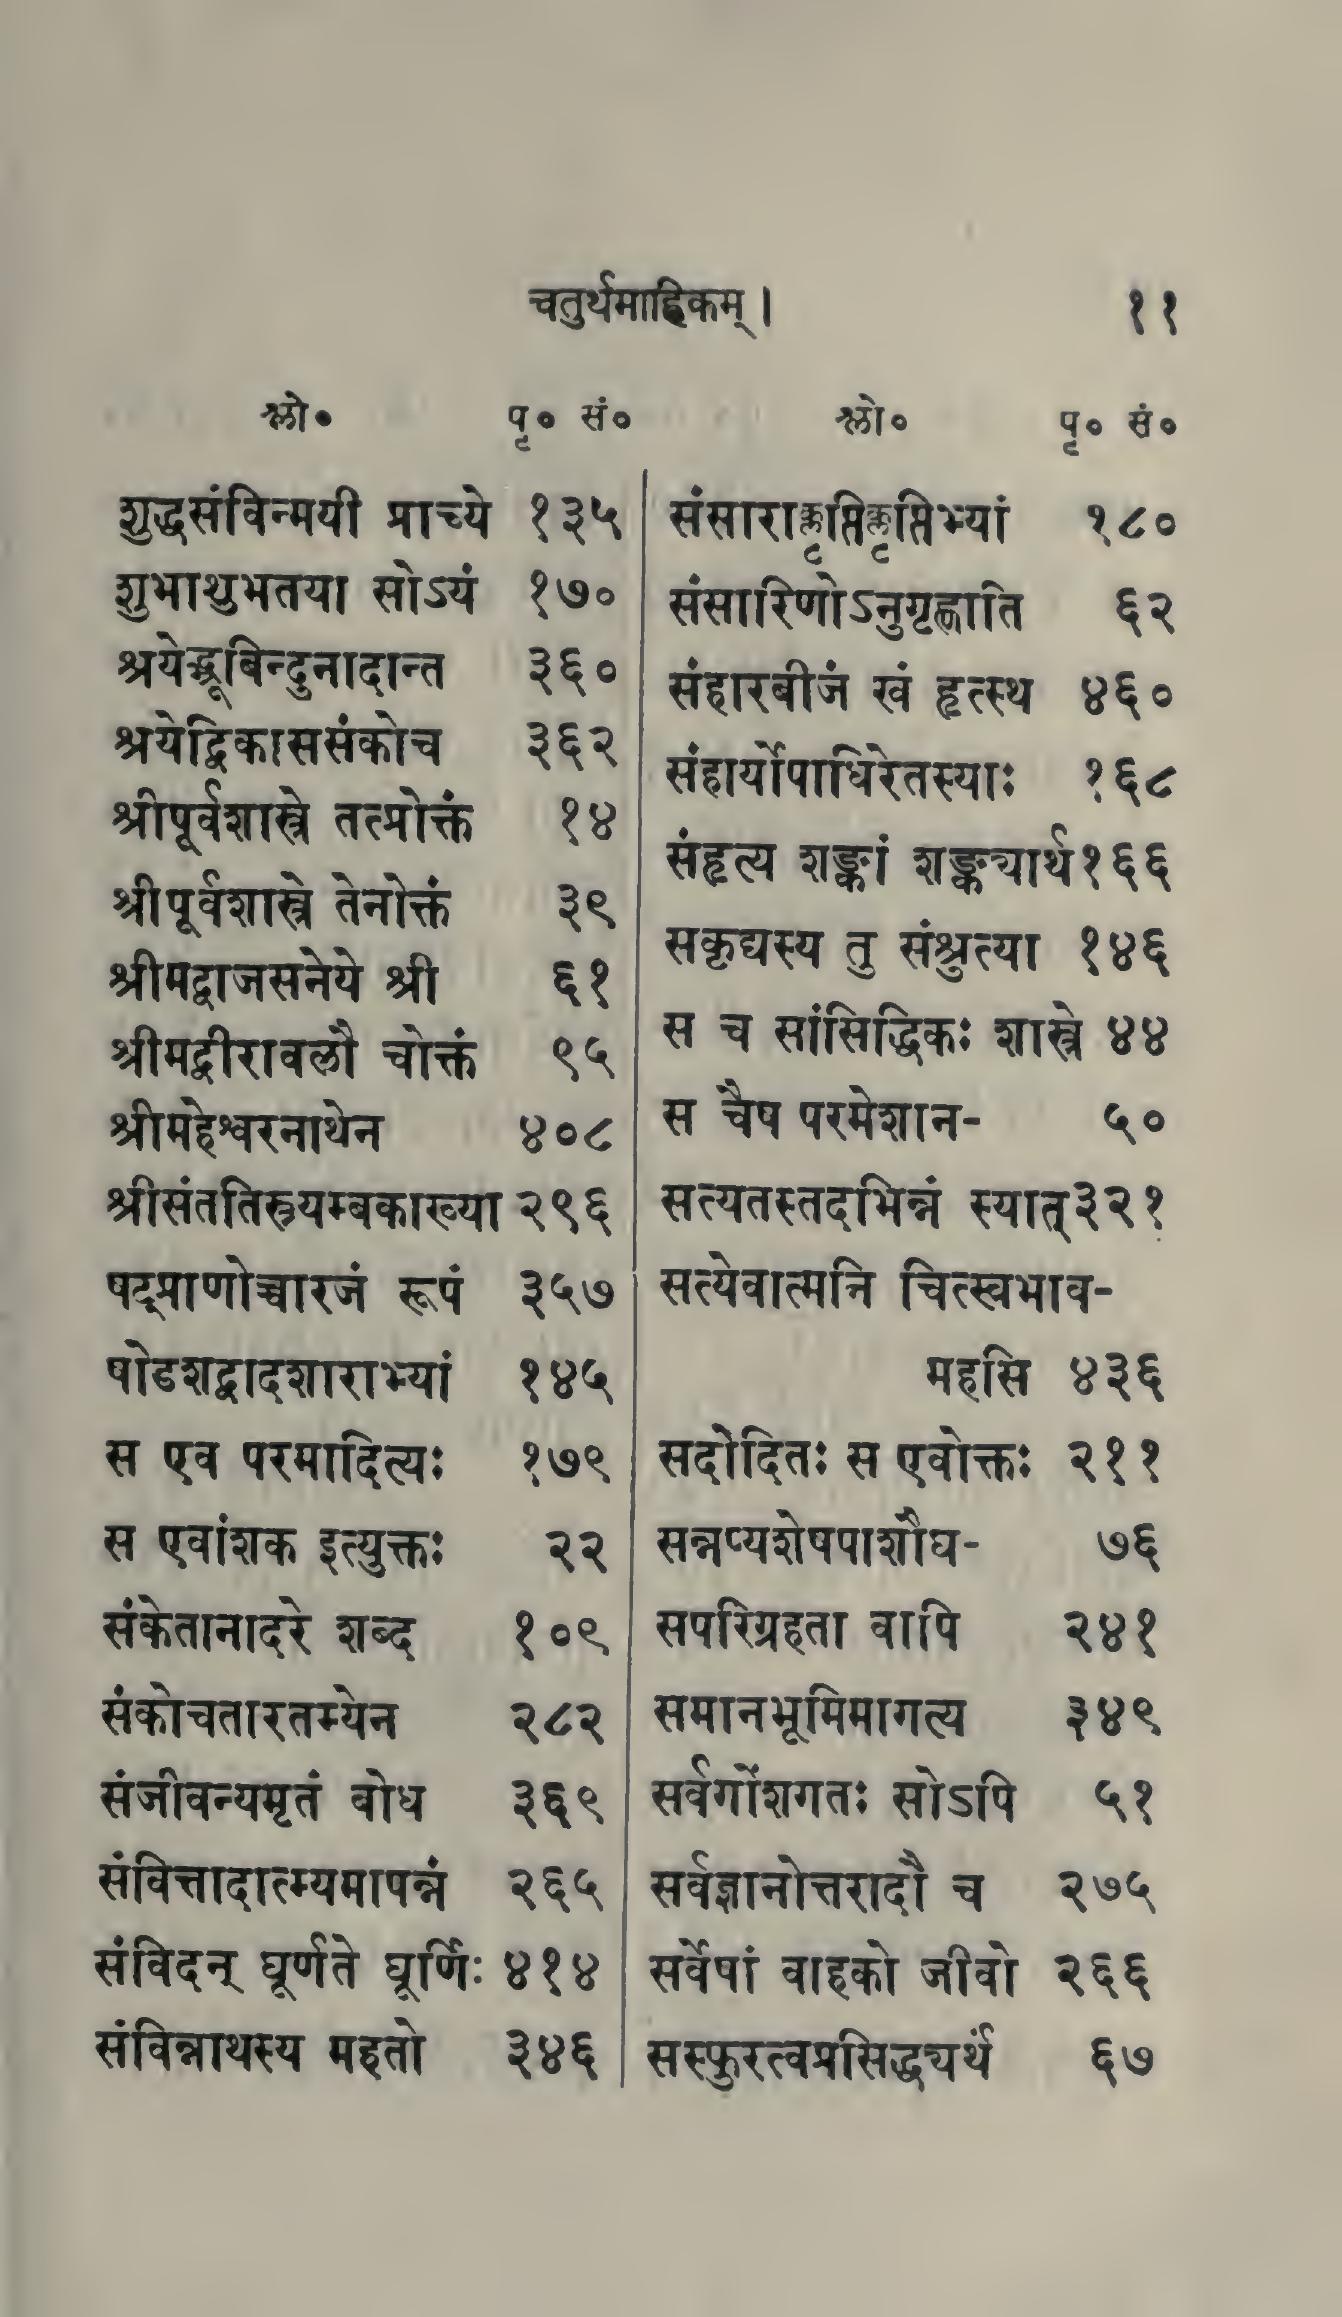 चतुर्थमाह्निकम् । ११
श्लो० पृ० सं०
शुद्धसंविन्मयी प्राच्ये १३५
शुभाशुभतया सोऽयं १७०
श्रयेद्भ्रूबिन्दुनादान्त ३६०
श्रयेद्विकाससंकोच ३६२
श्रीपूर्वशास्त्रे तत्प्रोक्तं १४
श्रीपूर्वशास्त्रे तेनोक्तं ३९
श्रीमद्वाजसनेये श्री ६१
श्रीमद्वीरावलौ चोक्तं ९५
श्रीमहेश्वरनाथेन ४०८
श्रीसंततिस्त्र्यम्बकाख्या २९६
षट्प्राणोच्चारजं रूपं ३५७
षोडशद्वादशाराभ्यां १४५
स एव परमादित्यः १७९
स एवांशक इत्युक्तः २२
संकेतानादरे शब्द १०९
संकोचतारतम्येन २८२
संजीवन्यमृतं बोध ३६९
संवित्तादात्म्यमापन्नं २६५
संविदन् घूर्णते घूर्णिः ४१४
संविन्नाथस्य महतो ३४६
श्लो० पृ० सं०
संसाराक्लृप्तिक्लृप्तिभ्यां १८०
संसारिणोऽनुगृह्णाति ६२
संहारबीजं खं हृत्स्थ ४६०
संहार्योपाधिरेतस्याः १६८
संहृत्य शङ्कां शङ्क्यार्थ १६६
सकृद्यस्य तु संश्रुत्या १४६
स च सांसिद्धिकः शास्त्रे ४४
स चैष परमेशान- ५०
सत्यतस्तदभिन्नं स्यात् ३२१
सत्येवात्मनि चित्स्वभाव-
महसि ४३६
सदोदितः स एवोक्तः २११
सन्नप्यशेषपाशौघ- ७६
सपरिग्रहता वापि २४१
समानभूमिमागत्य ३४९
सर्वगोंशगतः सोऽपि ५१
सर्वज्ञानोत्तरादौ च २७५
सर्वेषां वाहको जीवो २६६
सस्फुरत्वप्रसिद्ध्यर्थं ६७